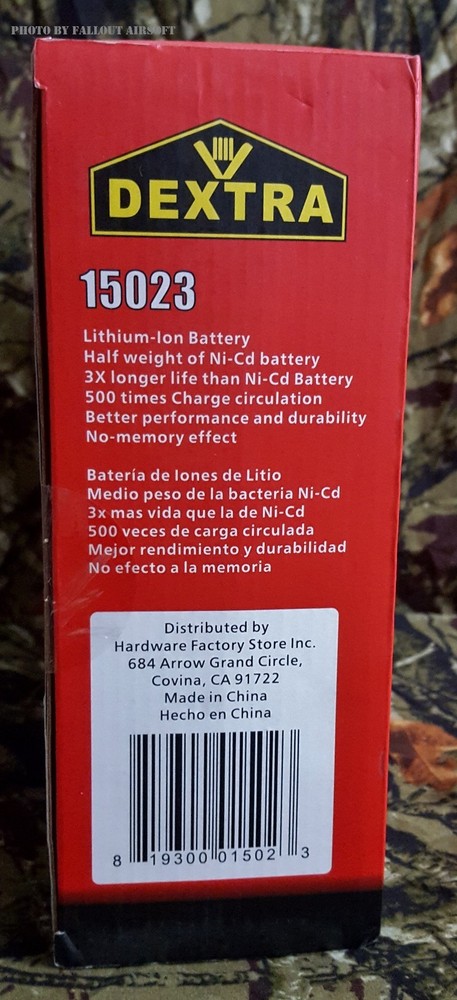 PHOTO BY FALLOUT AIRSOFT
DEXTRA
15023
Lithium-Ion Battery
Half weight of Ni-Cd battery
3X longer life than Ni-Cd Battery
500 times Charge circulation
Better performance and durability
No-memory effect
Batería de Iones de Litio
Medio peso de la bacteria Ni-Cd
3x mas vida que la de Ni-Cd
500 veces de carga circulada
Mejor rendimiento y durabilidad
No efecto a la memoria
Distributed by
Hardware Factory Store Inc.
684 Arrow Grand Circle,
Covina, CA 91722
Made in China
Hecho en China
8 19300 01502 3